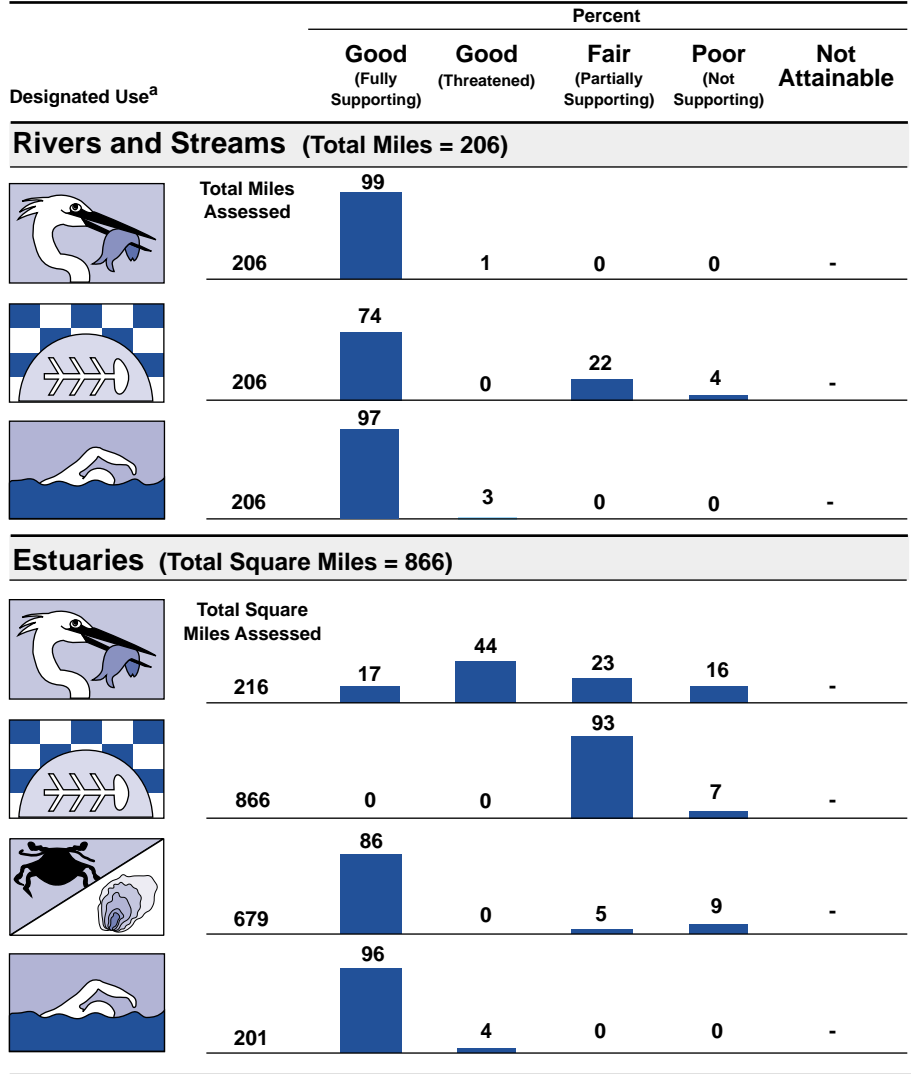 Percent
Designated Useᵃ
Good (Fully Supporting)
Good (Threatened)
Fair (Partially Supporting)
Poor (Not Supporting)
Not Attainable
Rivers and Streams (Total Miles = 206)
Total Miles Assessed
99
206 1 0 0 -
74
22
4
206 0 -
97
206 3 0 0 -
Estuaries (Total Square Miles = 866)
Total Square
Miles Assessed
44
216 17 23 16 -
93
866 0 0 7 -
86
679 0 5 9 -
96
201 4 0 0 -